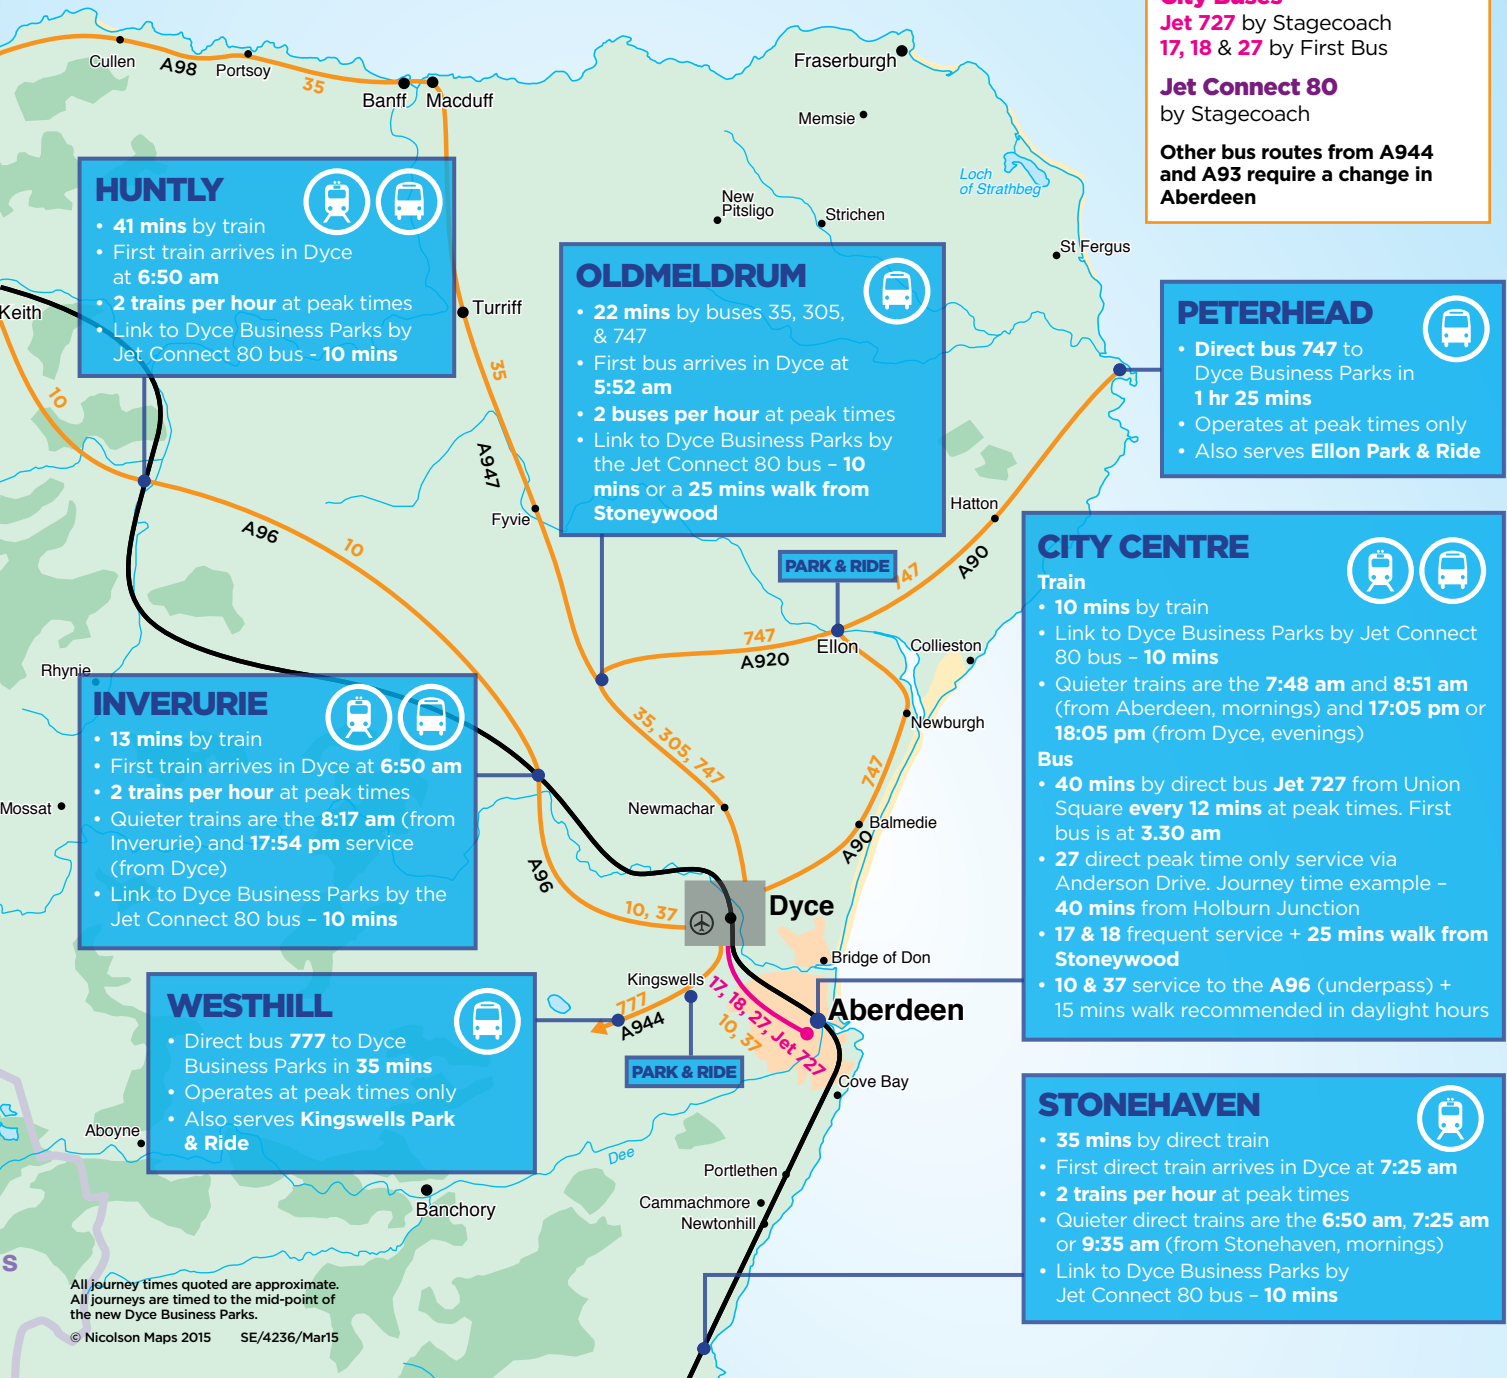 City Buses
Jet 727 by Stagecoach
17, 18 & 27 by First Bus
Jet Connect 80
by Stagecoach
Other bus routes from A944
and A93 require a change in
Aberdeen
Cullen
A98
Portsoy
35
Banff
Macduff
Fraserburgh
Memsie
Loch
of Strathbeg
New
Pitsligo
Strichen
St Fergus
HUNTLY
• 41 mins by train
• First train arrives in Dyce
at 6:50 am
• 2 trains per hour at peak times
• Link to Dyce Business Parks by
Jet Connect 80 bus - 10 mins
Keith
10
Turriff
35
A947
Fyvie
OLDMELDRUM
• 22 mins by buses 35, 305,
& 747
• First bus arrives in Dyce at
5:52 am
• 2 buses per hour at peak times
• Link to Dyce Business Parks by
the Jet Connect 80 bus – 10
mins or a 25 mins walk from
Stoneywood
PETERHEAD
• Direct bus 747 to
Dyce Business Parks in
1 hr 25 mins
• Operates at peak times only
• Also serves Ellon Park & Ride
Hatton
A96
10
PARK & RIDE
747
A90
747
A920
Ellon
Collieston
Newburgh
Rhynie
INVERURIE
• 13 mins by train
• First train arrives in Dyce at 6:50 am
• 2 trains per hour at peak times
• Quieter trains are the 8:17 am (from
Inverurie) and 17:54 pm service
(from Dyce)
• Link to Dyce Business Parks by the
Jet Connect 80 bus – 10 mins
Mossat
35, 305, 747
747
Newmachar
Balmedie
A90
A96
10, 37
Dyce
CITY CENTRE
Train
• 10 mins by train
• Link to Dyce Business Parks by Jet Connect
80 bus – 10 mins
• Quieter trains are the 7:48 am and 8:51 am
(from Aberdeen, mornings) and 17:05 pm or
18:05 pm (from Dyce, evenings)
Bus
• 40 mins by direct bus Jet 727 from Union
Square every 12 mins at peak times. First
bus is at 3.30 am
• 27 direct peak time only service via
Anderson Drive. Journey time example –
40 mins from Holburn Junction
• 17 & 18 frequent service + 25 mins walk from
Stoneywood
• 10 & 37 service to the A96 (underpass) +
15 mins walk recommended in daylight hours
Bridge of Don
Kingswells
777
A944
17, 18, 27, Jet 727
10, 37
Aberdeen
PARK & RIDE
Cove Bay
WESTHILL
• Direct bus 777 to Dyce
Business Parks in 35 mins
• Operates at peak times only
• Also serves Kingswells Park
& Ride
Aboyne
Dee
Banchory
Portlethen
Cammachmore
Newtonhill
STONEHAVEN
• 35 mins by direct train
• First direct train arrives in Dyce at 7:25 am
• 2 trains per hour at peak times
• Quieter direct trains are the 6:50 am, 7:25 am
or 9:35 am (from Stonehaven, mornings)
• Link to Dyce Business Parks by
Jet Connect 80 bus – 10 mins
s
All journey times quoted are approximate.
All journeys are timed to the mid-point of
the new Dyce Business Parks.
© Nicolson Maps 2015 SE/4236/Mar15